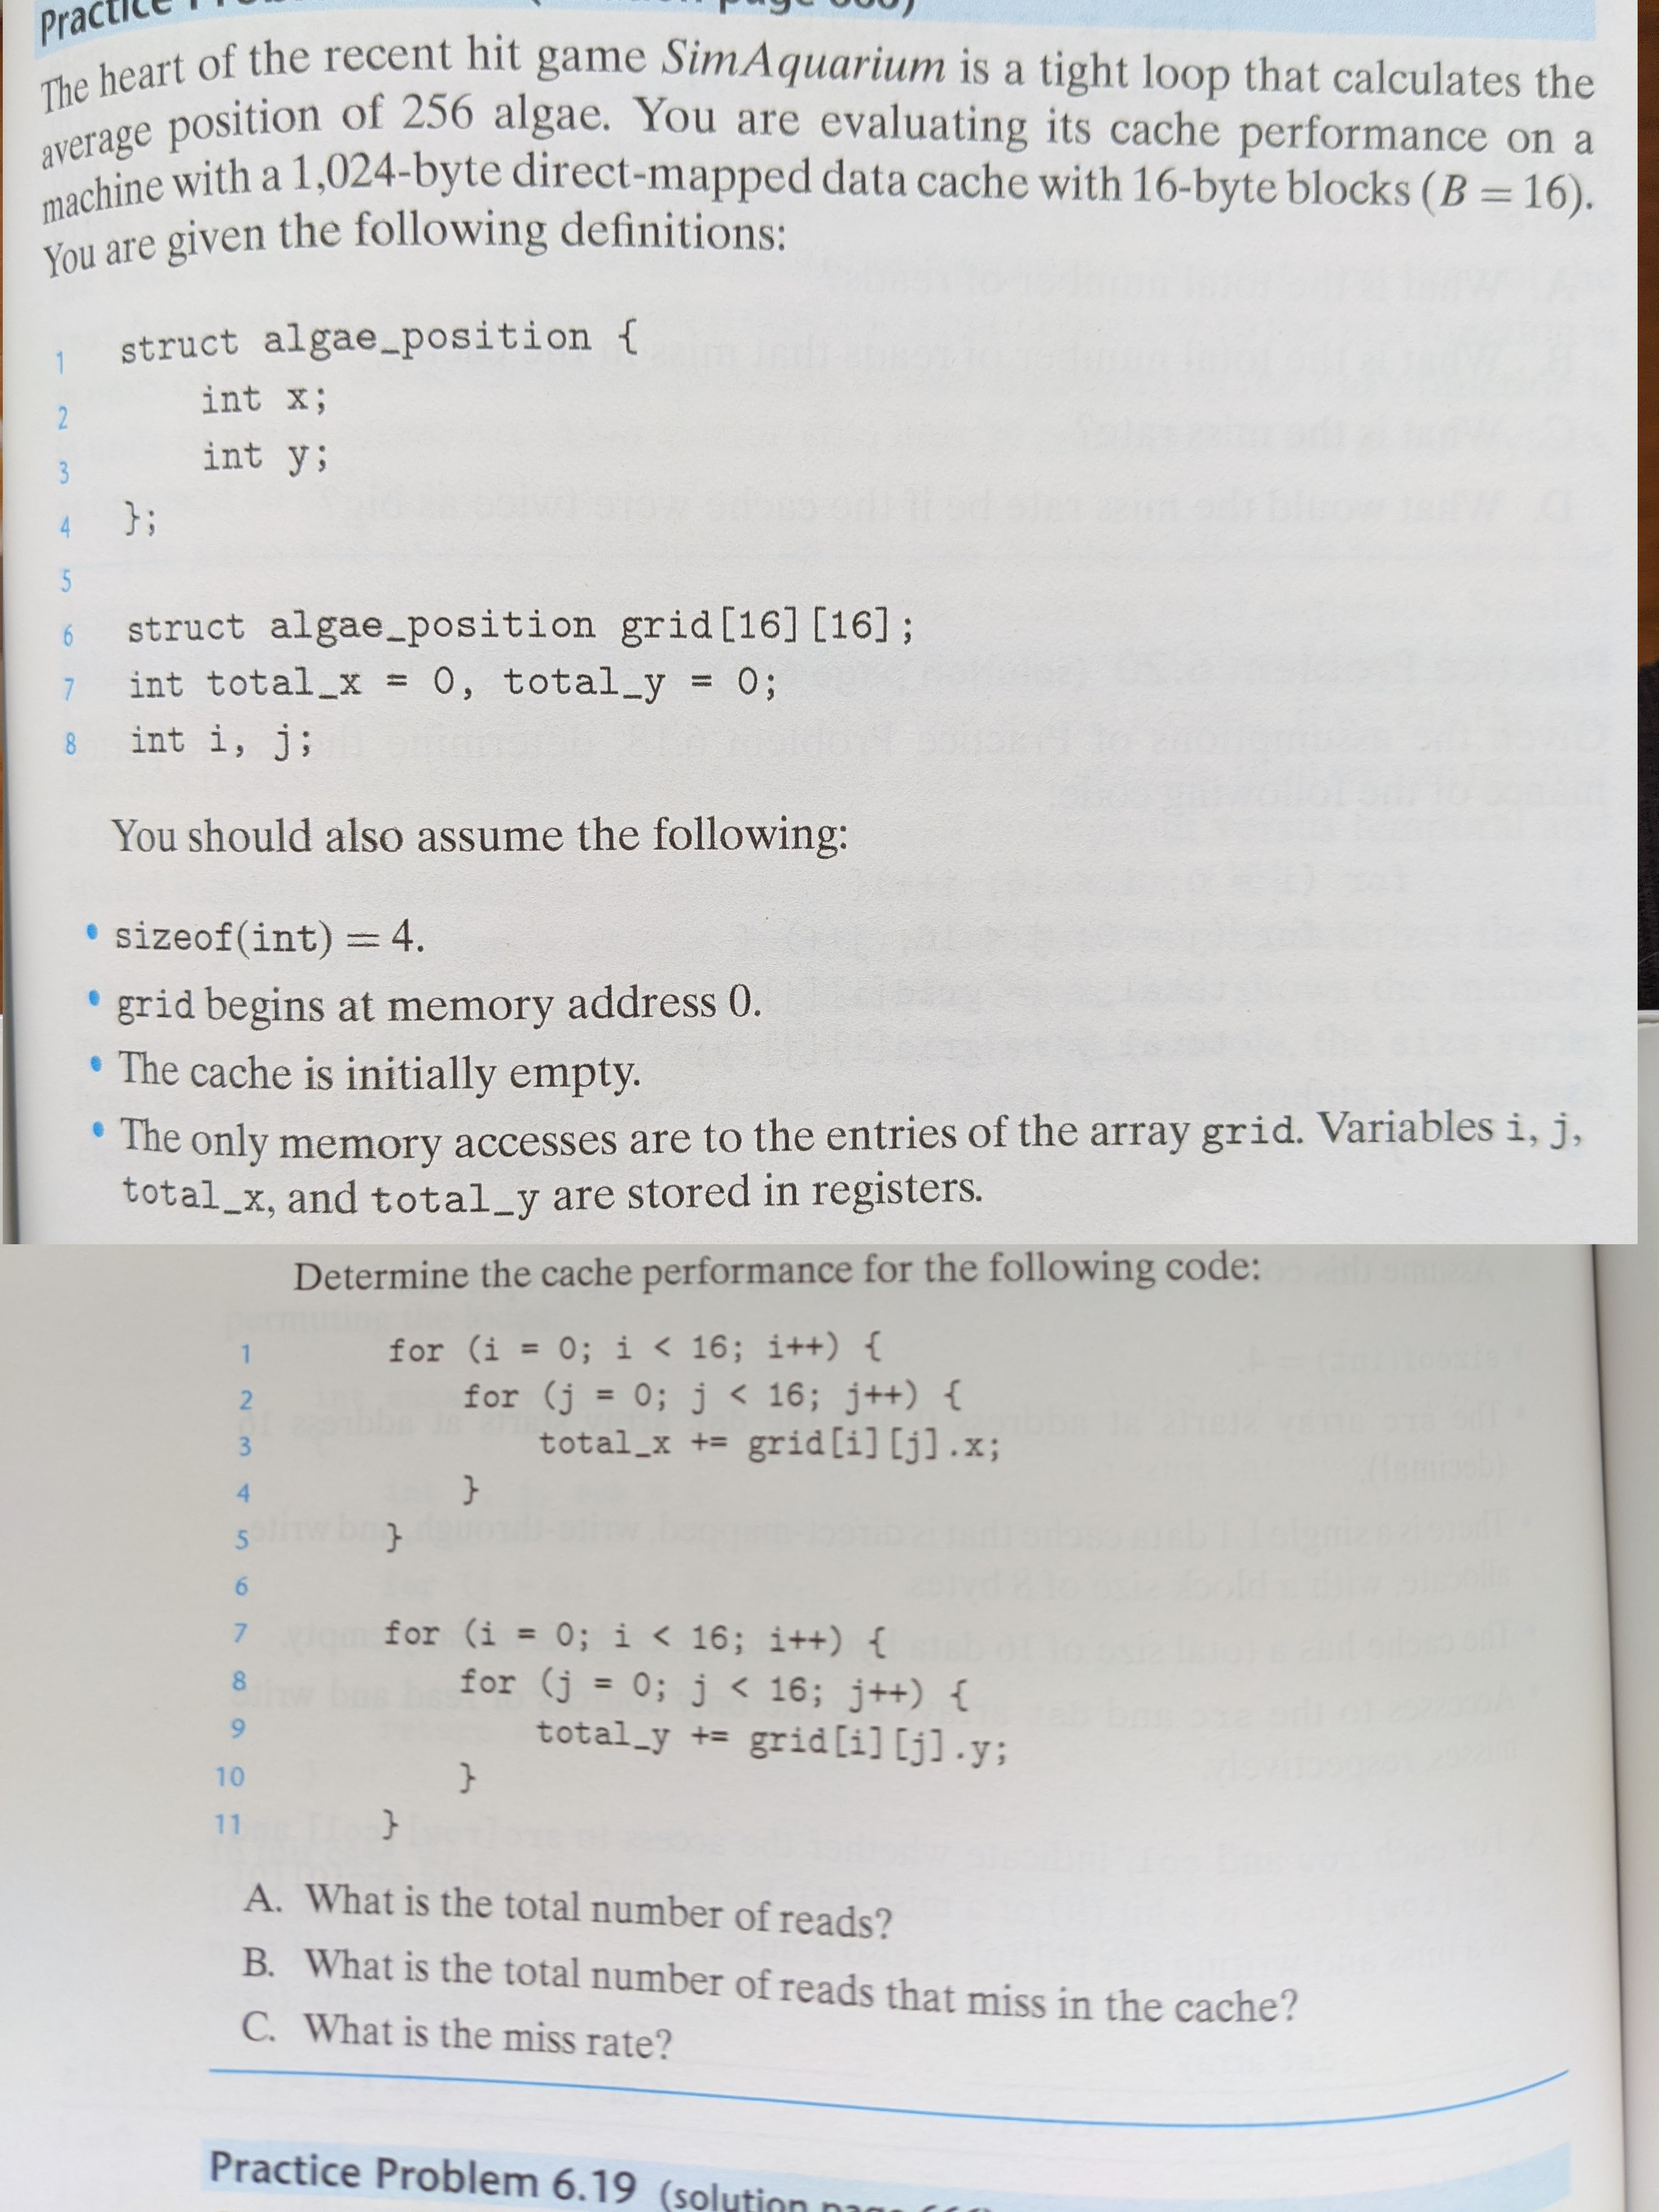 Practice
The heart of the recent hit game SimAquarium is a tight loop that calculates the
average position of 256 algae. You are evaluating its cache performance on a
machine with a 1,024-byte direct-mapped data cache with 16-byte blocks (B = 16).
You are given the following definitions:
1 struct algae_position {
2 int x;
3 int y;
4 };
5
6 struct algae_position grid[16][16];
7 int total_x = 0, total_y = 0;
8 int i, j;
You should also assume the following:
• sizeof(int) = 4.
• grid begins at memory address 0.
• The cache is initially empty.
• The only memory accesses are to the entries of the array grid. Variables i, j,
total_x, and total_y are stored in registers.
Determine the cache performance for the following code:
1 for (i = 0; i < 16; i++) {
2 for (j = 0; j < 16; j++) {
3 total_x += grid[i][j].x;
4 }
5 }
6
7 for (i = 0; i < 16; i++) {
8 for (j = 0; j < 16; j++) {
9 total_y += grid[i][j].y;
10 }
11 }
A. What is the total number of reads?
B. What is the total number of reads that miss in the cache?
C. What is the miss rate?
Practice Problem 6.19 (solution page